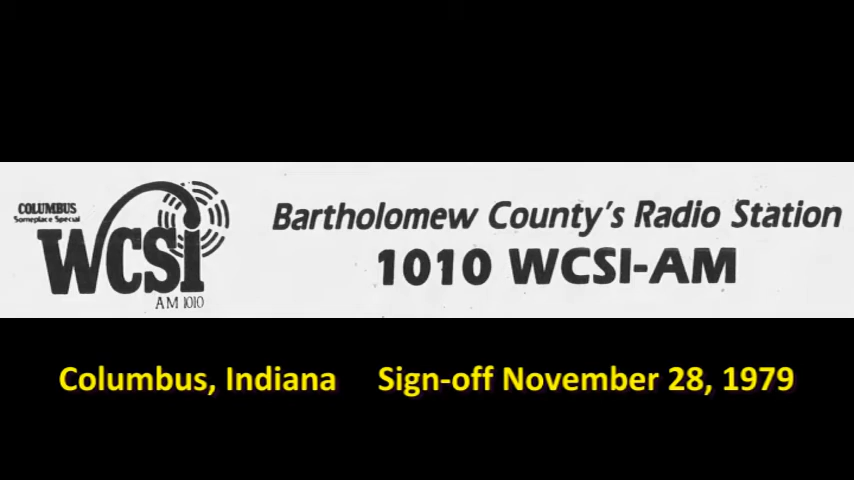 COLUMBUS
Someplace Special
WCSi
AM 1010
Bartholomew County's Radio Station
1010 WCSI-AM
Columbus, Indiana Sign-off November 28, 1979